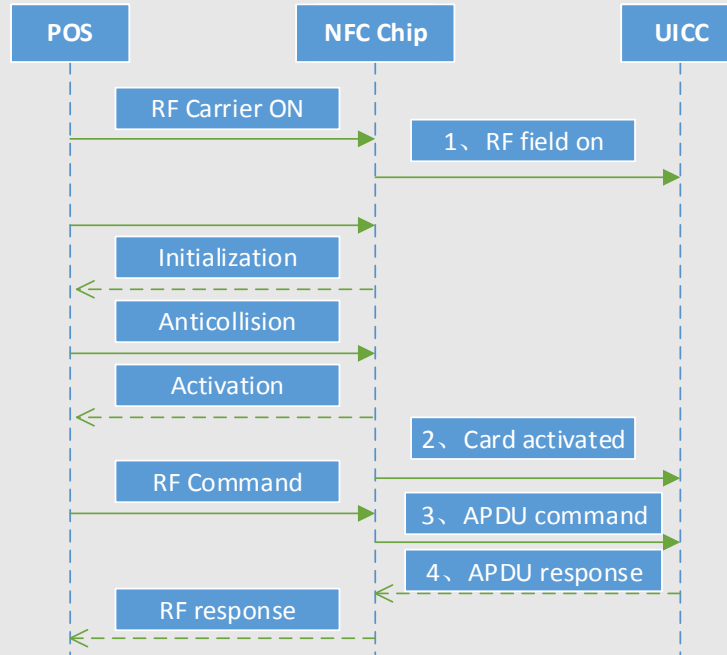 POS
NFC Chip
UICC
RF Carrier ON
1、RF field on
Initialization
Anticollision
Activation
2、Card activated
RF Command
3、APDU command
4、APDU response
RF response